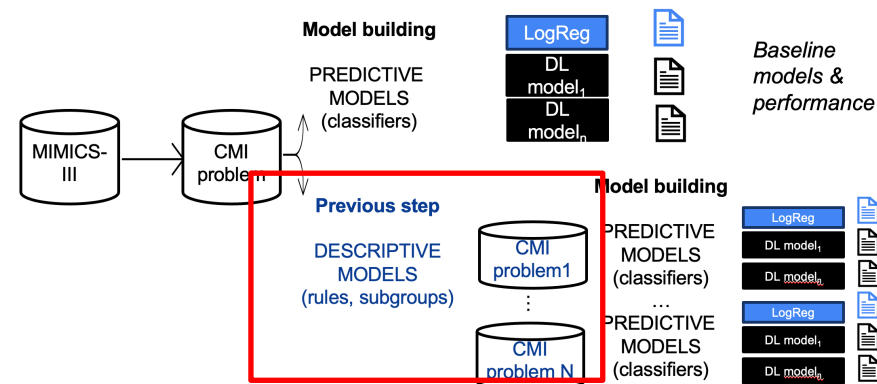 Model building
PREDICTIVE
MODELS
(classifiers)
LogReg
DL
model1
DL
modeln
Baseline
models &
performance
MIMICS-
III
CMI
problem
Previous step
DESCRIPTIVE
MODELS
(rules, subgroups)
CMI
problem1
⋮
CMI
problem N
Model building
PREDICTIVE
MODELS
(classifiers)
...
PREDICTIVE
MODELS
(classifiers)
LogReg
DL model1
DL modeln
LogReg
DL model1
DL modeln